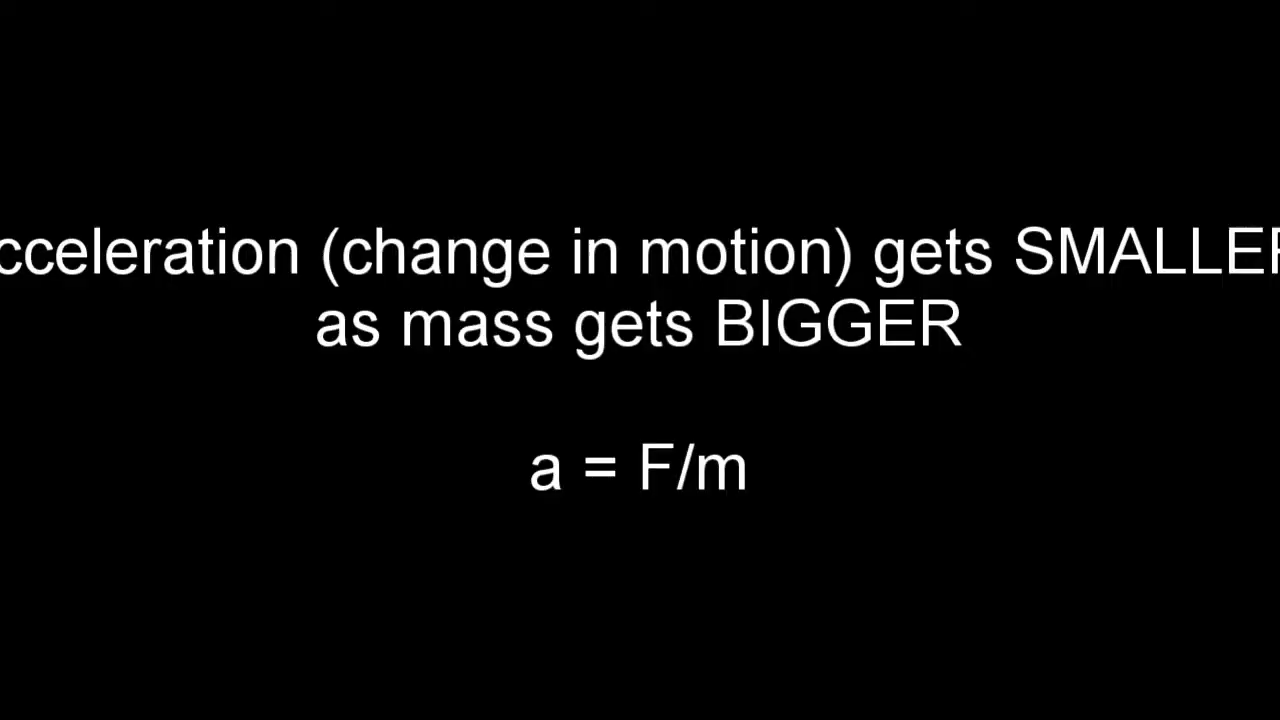 cceleration (change in motion) gets SMALLER
as mass gets BIGGER
a = F/m